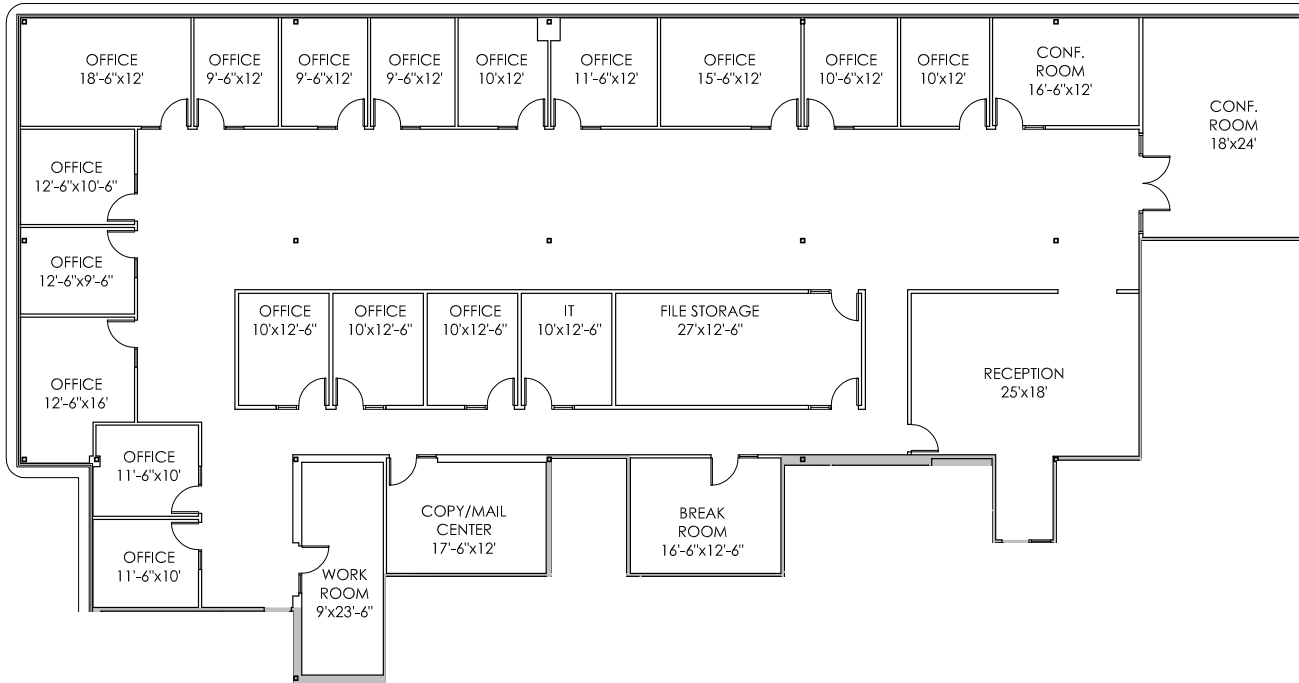 OFFICE
18'-6"x12'
OFFICE
9'-6"x12'
OFFICE
9'-6"x12'
OFFICE
9'-6"x12'
OFFICE
10'x12'
OFFICE
11'-6"x12'
OFFICE
15'-6"x12'
OFFICE
10'-6"x12'
OFFICE
10'x12'
CONF.
ROOM
16'-6"x12'
CONF.
ROOM
18'x24'
OFFICE
12'-6"x10'-6"
OFFICE
12'-6"x9'-6"
OFFICE
12'-6"x16'
OFFICE
10'x12'-6"
OFFICE
10'x12'-6"
OFFICE
10'x12'-6"
IT
10'x12'-6"
FILE STORAGE
27'x12'-6"
RECEPTION
25'x18'
OFFICE
11'-6"x10'
OFFICE
11'-6"x10'
WORK
ROOM
9'x23'-6"
COPY/MAIL
CENTER
17'-6"x12'
BREAK
ROOM
16'-6"x12'-6"